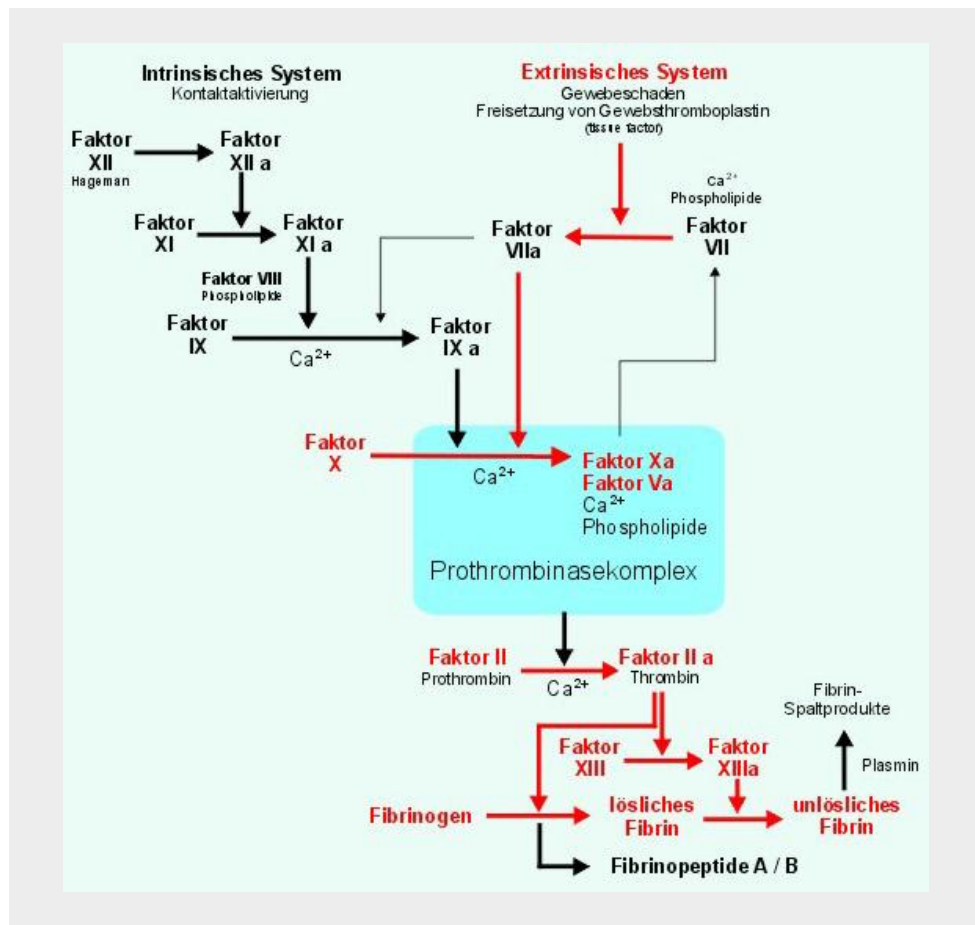 Intrinsisches System
Kontaktaktivierung
Extrinsisches System
Gewebeschaden
Freisetzung von Gewebsthromboplastin
(tissue factor)
Faktor
XII
Hageman
Faktor
XII a
Ca2+
Phospholipide
Faktor
XI
Faktor
XI a
Faktor
VIIa
Faktor
VII
Faktor VIII
Phospholipide
Faktor
IX
Ca2+
Faktor
IX a
Faktor
X
Ca2+
Faktor Xa
Faktor Va
Ca2+
Phospholipide
Prothrombinasekomplex
Faktor II
Prothrombin
Ca2+
Faktor II a
Thrombin
Fibrin-
Spaltprodukte
Faktor
XIII
Faktor
XIIIa
Plasmin
Fibrinogen
lösliches
Fibrin
unlösliches
Fibrin
Fibrinopeptide A / B